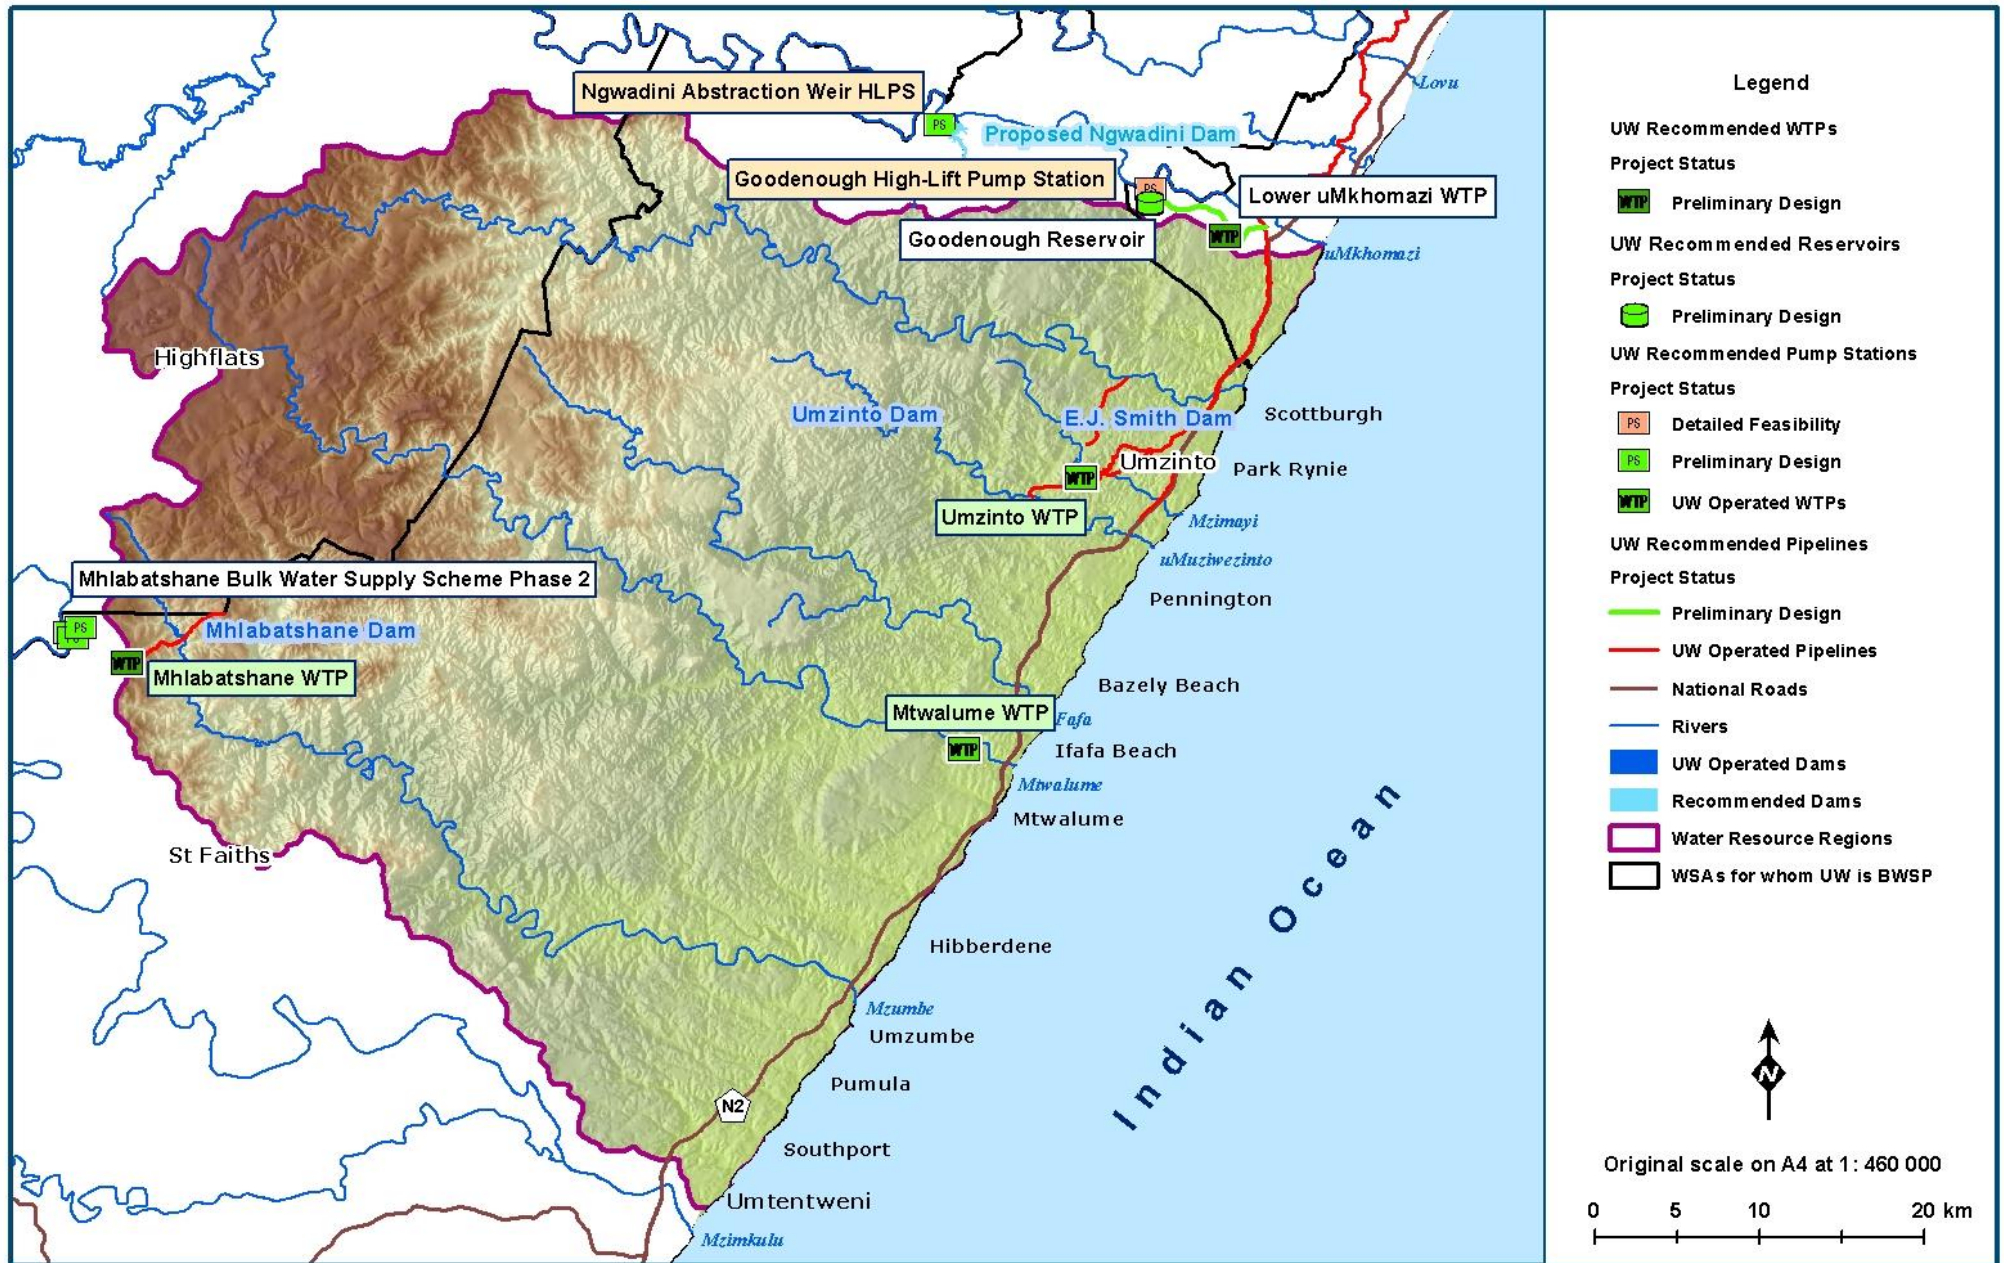 Lovu
Ngwadini Abstraction Weir HLPS
PS
Proposed Ngwadini Dam
Goodenough High-Lift Pump Station
PS
Lower uMkhomazi WTP
Goodenough Reservoir
WTP
uMkhomazi
Highflats
Umzinto Dam
E.J. Smith Dam
Scottburgh
Umzinto
Park Rynie
WTP
Umzinto WTP
Mzimayi
uMuziwezinto
Mhlabatshane Bulk Water Supply Scheme Phase 2
Pennington
PS
PS
Mhlabatshane Dam
WTP
Mhlabatshane WTP
Bazely Beach
Mtwalume WTP
Fafa
WTP
Ifafa Beach
Mtwalume
Mtwalume
St Faiths
Hibberdene
Indian Ocean
Mzumbe
Umzumbe
Pumula
N2
Southport
Umtentweni
Mzimkulu
Legend
UW Recommended WTPs
Project Status
WTP Preliminary Design
UW Recommended Reservoirs
Project Status
Preliminary Design
UW Recommended Pump Stations
Project Status
PS Detailed Feasibility
PS Preliminary Design
WTP UW Operated WTPs
UW Recommended Pipelines
Project Status
Preliminary Design
UW Operated Pipelines
National Roads
Rivers
UW Operated Dams
Recommended Dams
Water Resource Regions
WSAs for whom UW is BWSP
N
Original scale on A4 at 1: 460 000
0 5 10 20 km